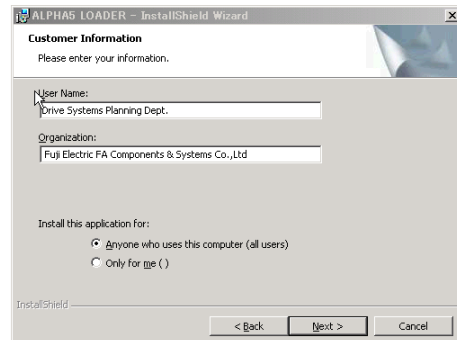 ALPHA5 LOADER - InstallShield Wizard
Customer Information
Please enter your information.
User Name:
Drive Systems Planning Dept.
Organization:
Fuji Electric FA Components & Systems Co.,Ltd
Install this application for:
Anyone who uses this computer (all users)
Only for me ( )
InstallShield
< Back
Next >
Cancel